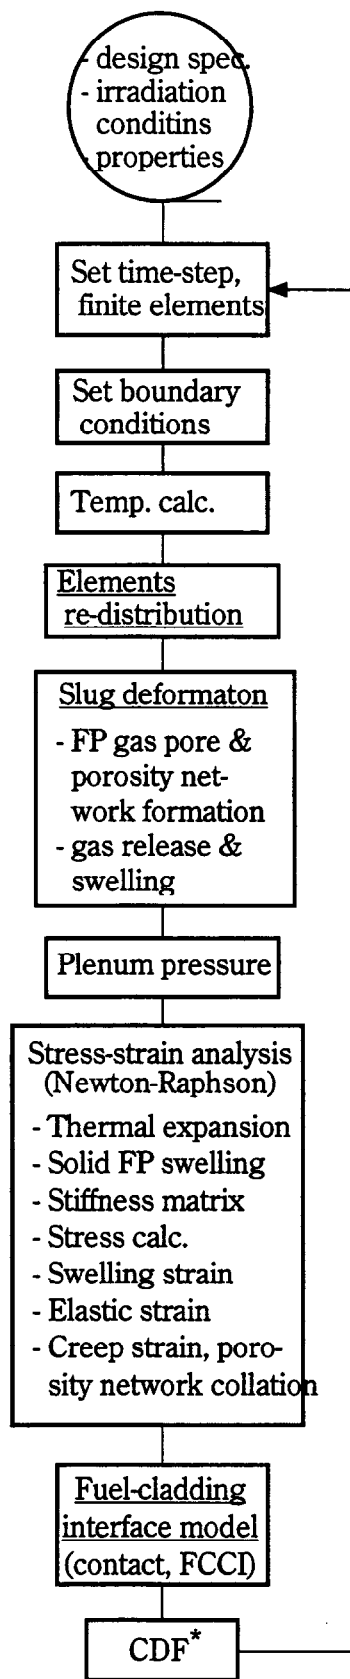 - design spec.
- irradiation
conditins
- properties
Set time-step,
finite elements
Set boundary
conditions
Temp. calc.
Elements
re-distribution
Slug deformaton
- FP gas pore &
porosity net-
work formation
- gas release &
swelling
Plenum pressure
Stress-strain analysis
(Newton-Raphson)
- Thermal expansion
- Solid FP swelling
- Stiffness matrix
- Stress calc.
- Swelling strain
- Elastic strain
- Creep strain, poro-
sity network collation
Fuel-cladding
interface model
(contact, FCCI)
CDF*